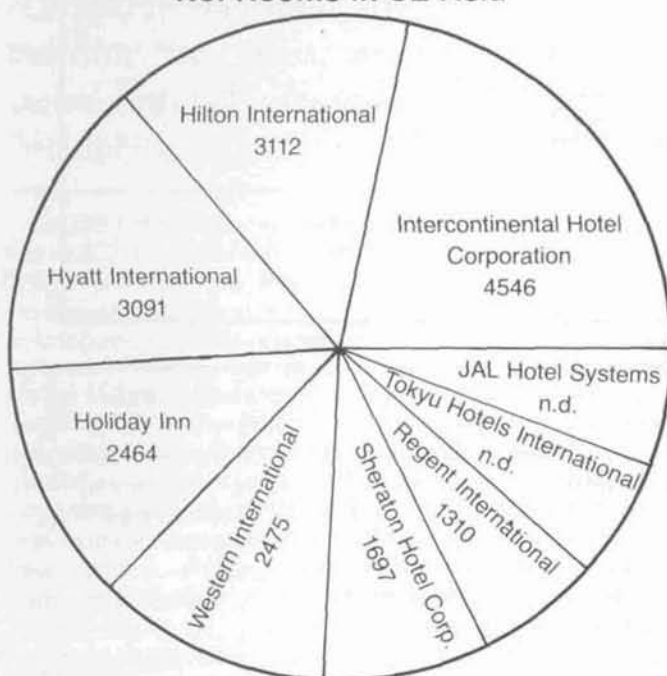 Hilton International
3112
Intercontinental Hotel
Corporation
4546
Hyatt International
3091
JAL Hotel Systems
n.d.
Tokyu Hotels International
n.d.
Holiday Inn
2464
Regent International
1310
Western International
2475
Sheraton Hotel Corp.
1697